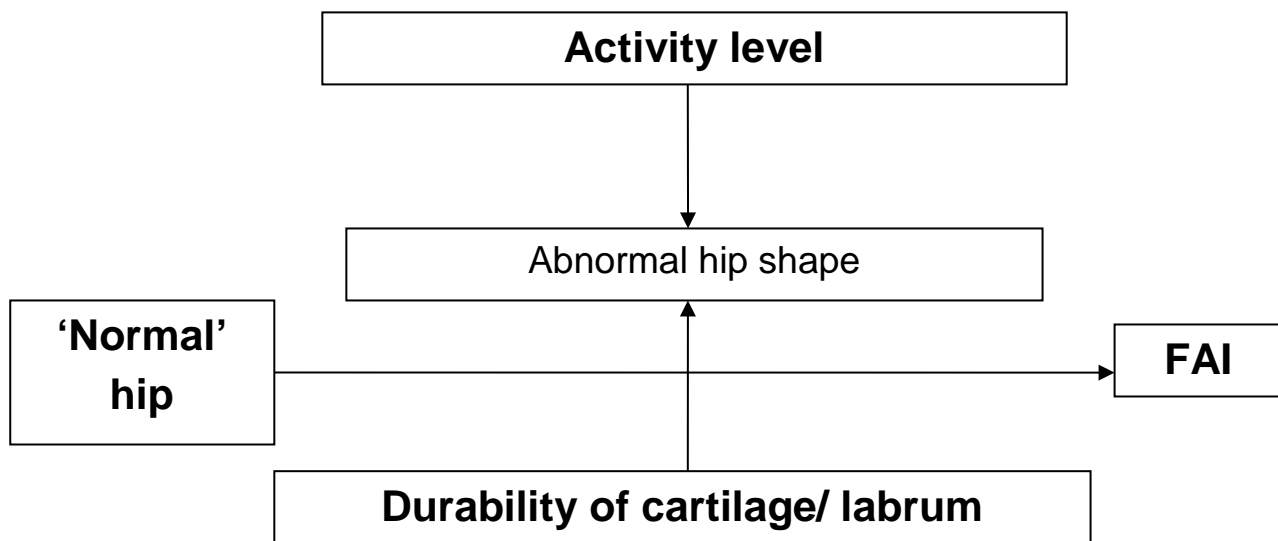 Activity level
Abnormal hip shape
‘Normal’
hip
FAI
Durability of cartilage/ labrum